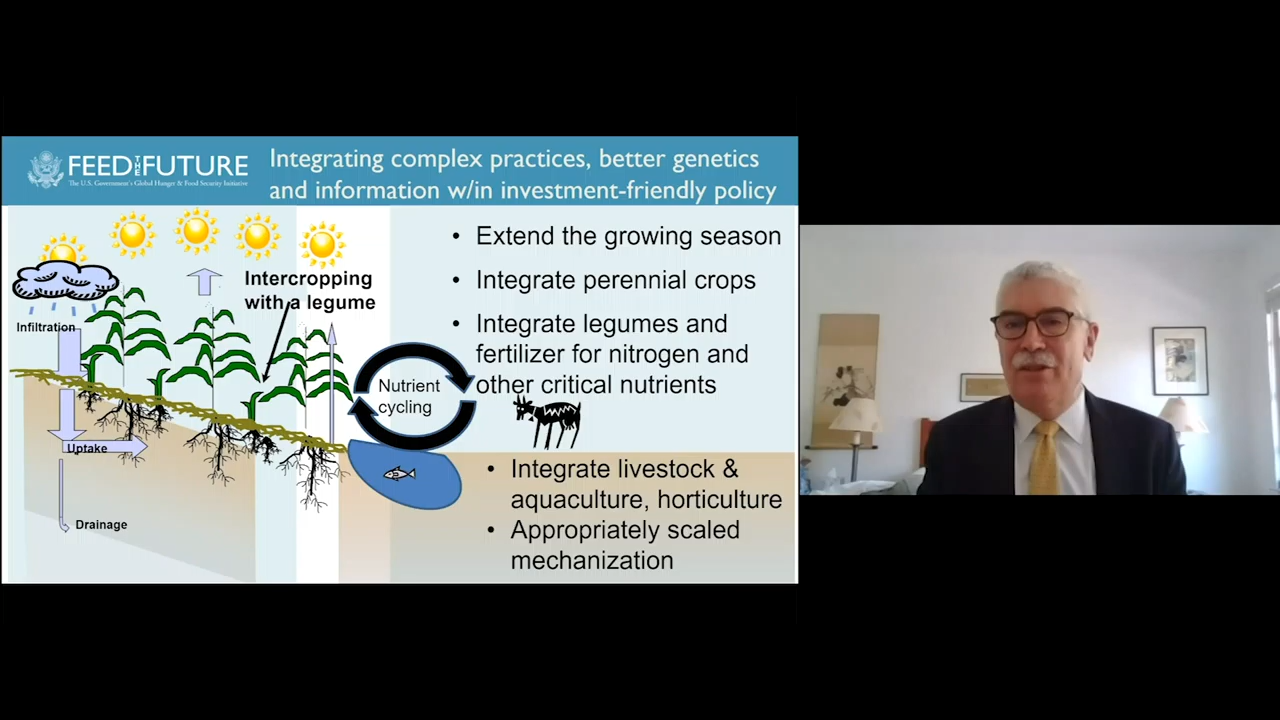 FEED THE FUTURE
The U.S. Government's Global Hunger & Food Security Initiative
Integrating complex practices, better genetics
and information w/in investment-friendly policy
Intercropping
with a legume
Infiltration
Uptake
Drainage
Nutrient
cycling
• Extend the growing season
• Integrate perennial crops
• Integrate legumes and
fertilizer for nitrogen and
other critical nutrients
• Integrate livestock &
aquaculture, horticulture
• Appropriately scaled
mechanization